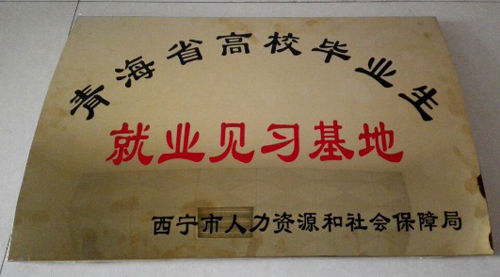 青海省高校毕业生
就业见习基地
西宁市人力资源和社会保障局